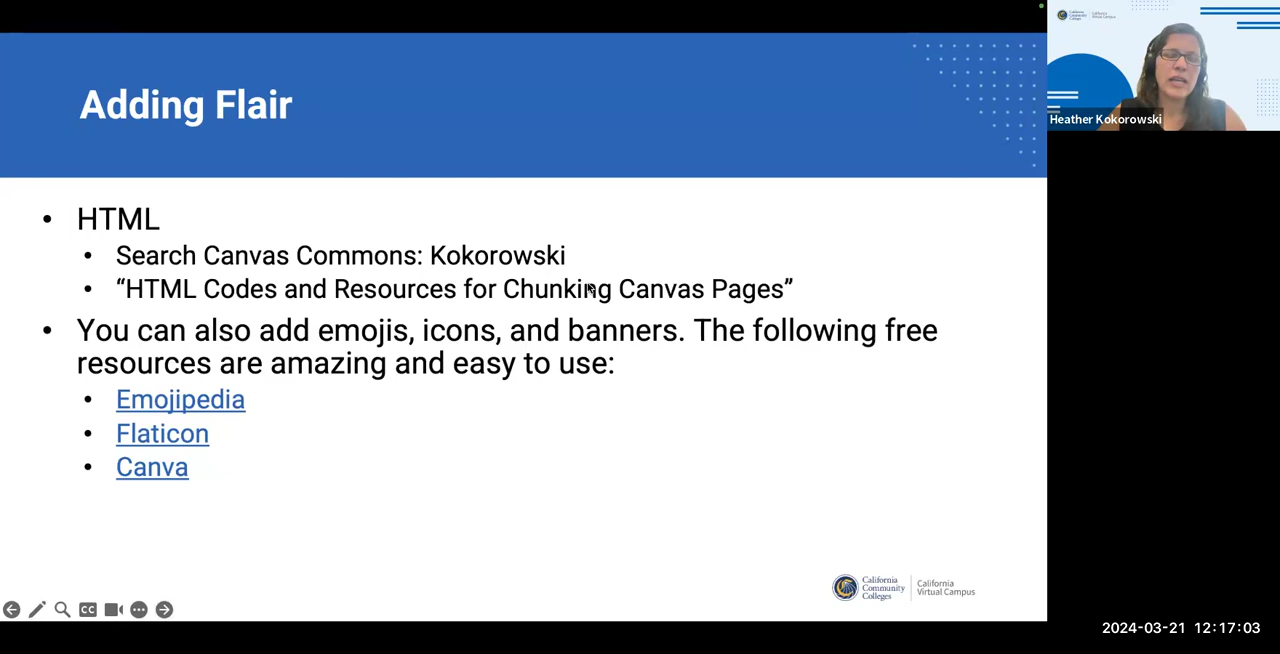 Adding Flair
HTML
Search Canvas Commons: Kokorowski
“HTML Codes and Resources for Chunking Canvas Pages”
You can also add emojis, icons, and banners. The following free
resources are amazing and easy to use:
Emojipedia
Flaticon
Canva
California
Community
Colleges
California
Virtual Campus
CC
Heather Kokorowski
2024-03-21 12:17:03